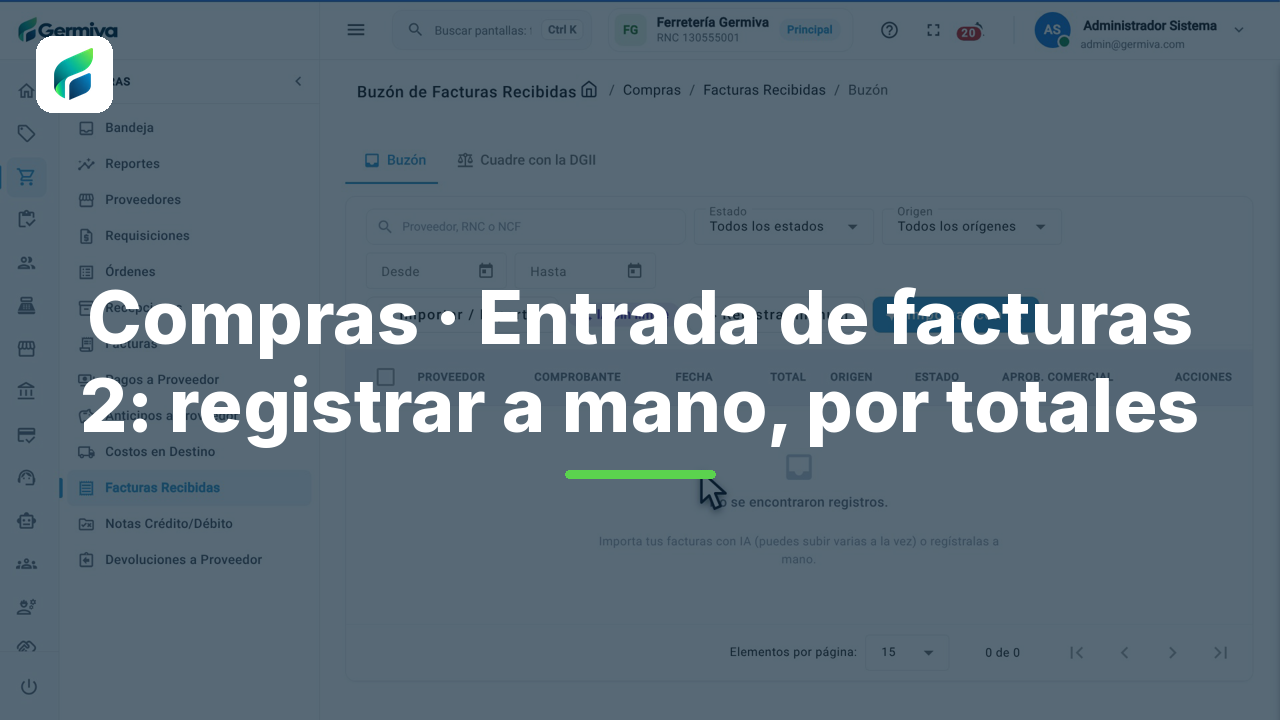 Germiva
Buscar pantallas:
Ctrl K
FG
Ferretería Germiva
RNC 130555001
Principal
20
AS
Administrador Sistema
admin@germiva.com
Buzón de Facturas Recibidas
/ Compras / Facturas Recibidas / Buzón
Bandeja
Reportes
Proveedores
Requisiciones
Órdenes
Facturas
Pagos a Proveedor
Anticipos a Proveedor
Costos en Destino
Facturas Recibidas
Notas Crédito/Débito
Devoluciones a Proveedor
Buzón
Cuadre con la DGII
Proveedor, RNC o NCF
Estado
Todos los estados
Origen
Todos los orígenes
Desde
Hasta
Compras · Entrada de facturas
2: registrar a mano, por totales
PROVEEDOR COMPROBANTE FECHA TOTAL ORIGEN ESTADO APROB. COMERCIAL ACCIONES
se encontraron registros.
Importa tus facturas con IA (puedes subir varias a la vez) o regístralas a
mano.
Elementos por página: 15
0 de 0